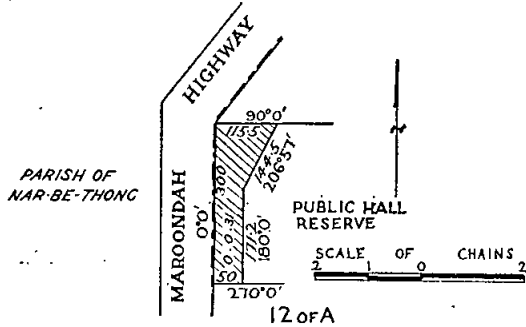 HIGHWAY
90°0'
115.5
144.5
206°57'
PARISH OF
NAR-BE-THONG
300
0°0'
MAROONDAH
0.0.31
171.2
180°0'
50
270°0'
PUBLIC HALL
RESERVE
SCALE OF CHAINS
2 1 0 2
12 OF A